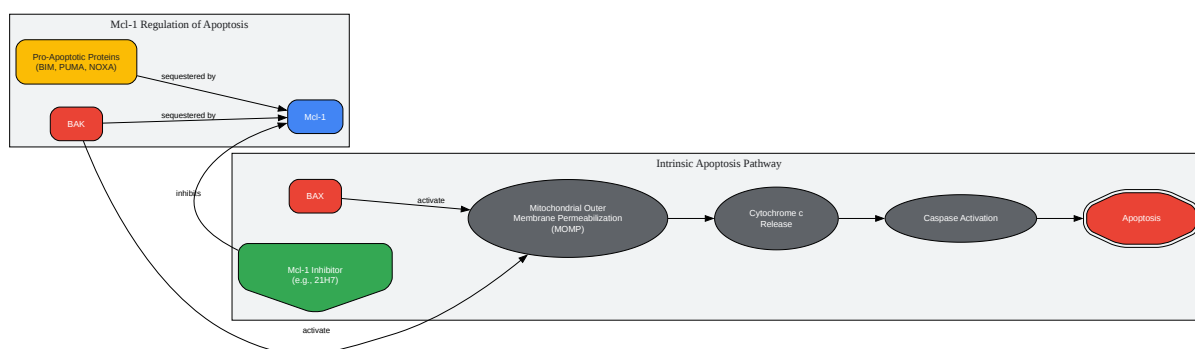 Mcl-1 Regulation of Apoptosis
Pro-Apoptotic Proteins
(BIM, PUMA, NOXA)
sequestered by
BAK
sequestered by
Mcl-1
inhibits
Intrinsic Apoptosis Pathway
BAX
activate
Mitochondrial Outer
Membrane Permeabilization
(MOMP)
Cytochrome c
Release
Caspase Activation
Apoptosis
Mcl-1 Inhibitor
(e.g., 21H7)
activate